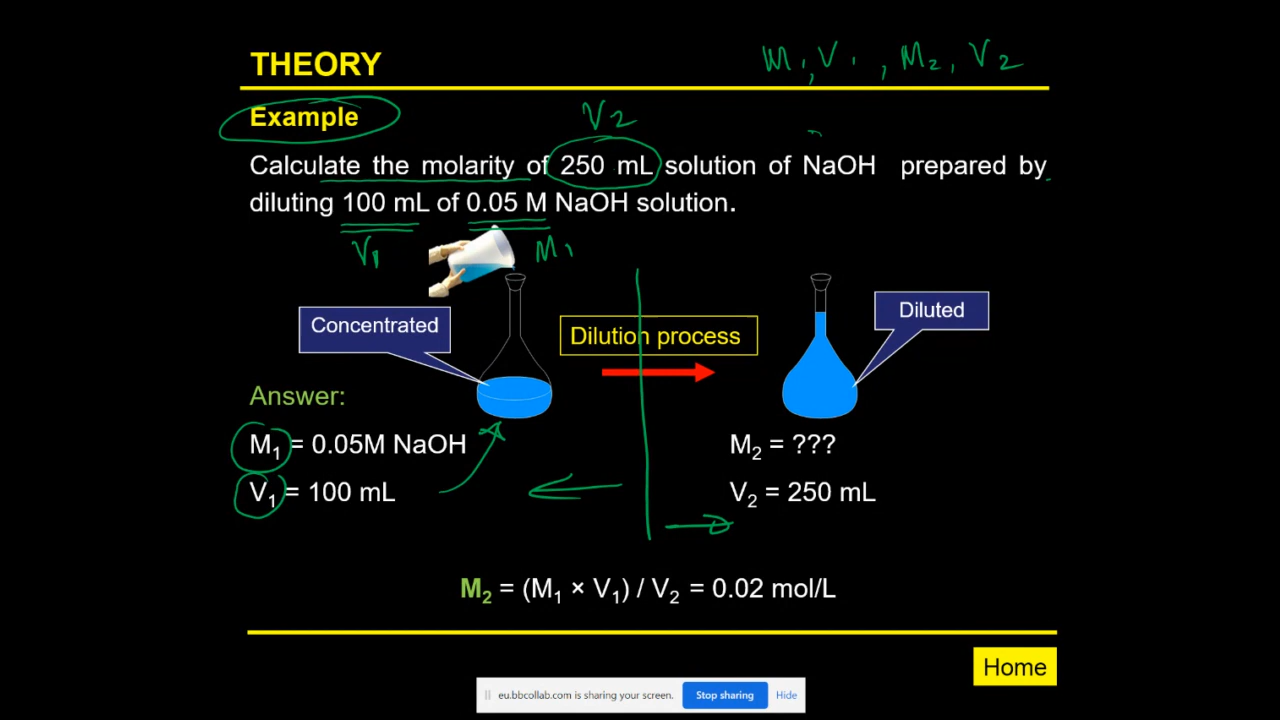 THEORY
M1, V1, M2, V2
Example
V2
Calculate the molarity of 250 mL solution of NaOH prepared by
diluting 100 mL of 0.05 M NaOH solution.
V1
M1
Concentrated
Dilution process
Diluted
Answer:
M₁ = 0.05M NaOH
M₂ = ???
V₁ = 100 mL
V₂ = 250 mL
M₂ = (M₁ × V₁) / V₂ = 0.02 mol/L
Home
eu.bbcollab.com is sharing your screen.
Stop sharing
Hide